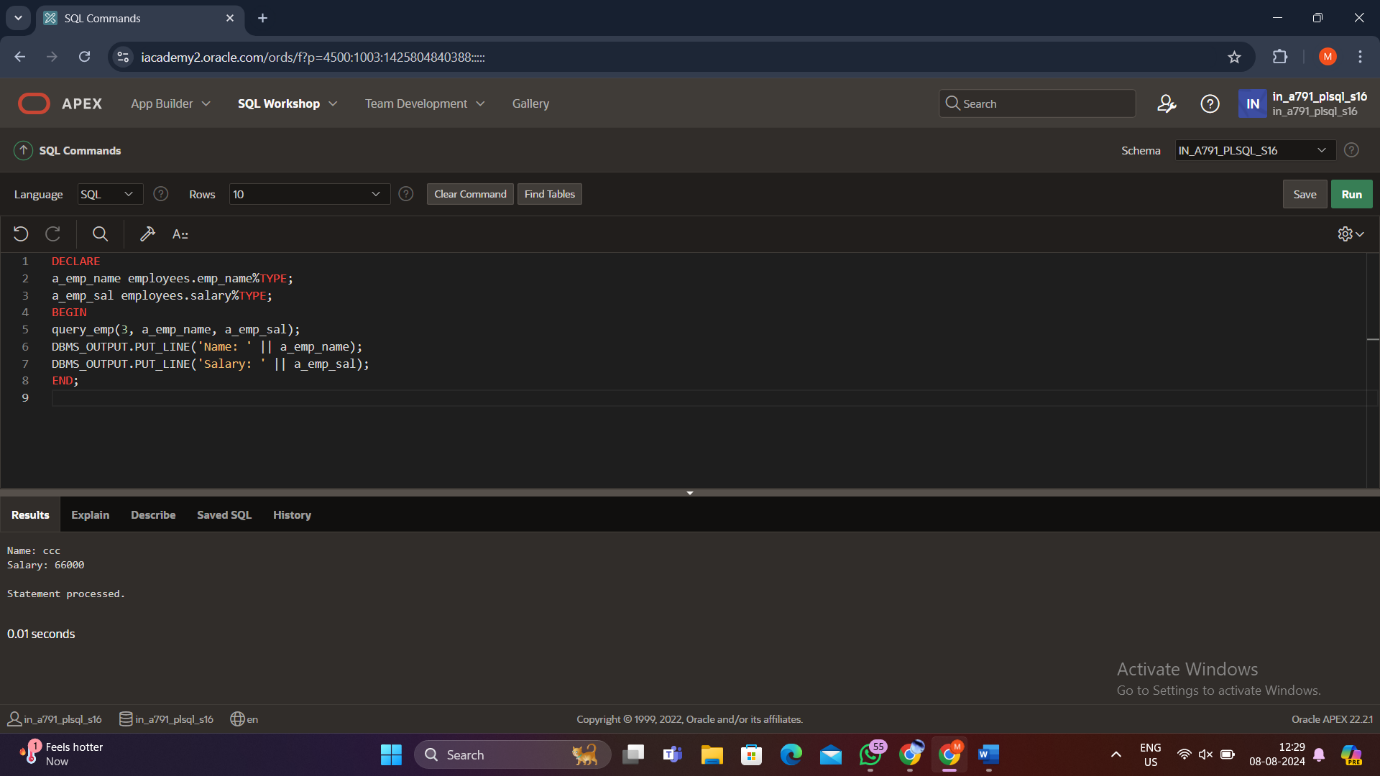 SQL Commands
iacademy2.oracle.com/ords/f?p=4500:1003:1425804840388:::::
M
APEX
App Builder
SQL Workshop
Team Development
Gallery
Search
IN
in_a791_plsql_s16
in_a791_plsql_s16
SQL Commands
Schema
IN_A791_PLSQL_S16
Language
SQL
Rows
10
Clear Command
Find Tables
Save
Run
A::
1 DECLARE
2 a_emp_name employees.emp_name%TYPE;
3 a_emp_sal employees.salary%TYPE;
4 BEGIN
5 query_emp(3, a_emp_name, a_emp_sal);
6 DBMS_OUTPUT.PUT_LINE('Name: ' || a_emp_name);
7 DBMS_OUTPUT.PUT_LINE('Salary: ' || a_emp_sal);
8 END;
9
Results
Explain
Describe
Saved SQL
History
Name: ccc
Salary: 66000
Statement processed.
0.01 seconds
Activate Windows
Go to Settings to activate Windows.
in_a791_plsql_s16
in_a791_plsql_s16
en
Copyright © 1999, 2022, Oracle and/or its affiliates.
Oracle APEX 22.2.1
1
Feels hotter
Now
Search
55
M
W
ENG
US
12:29
08-08-2024
PRE